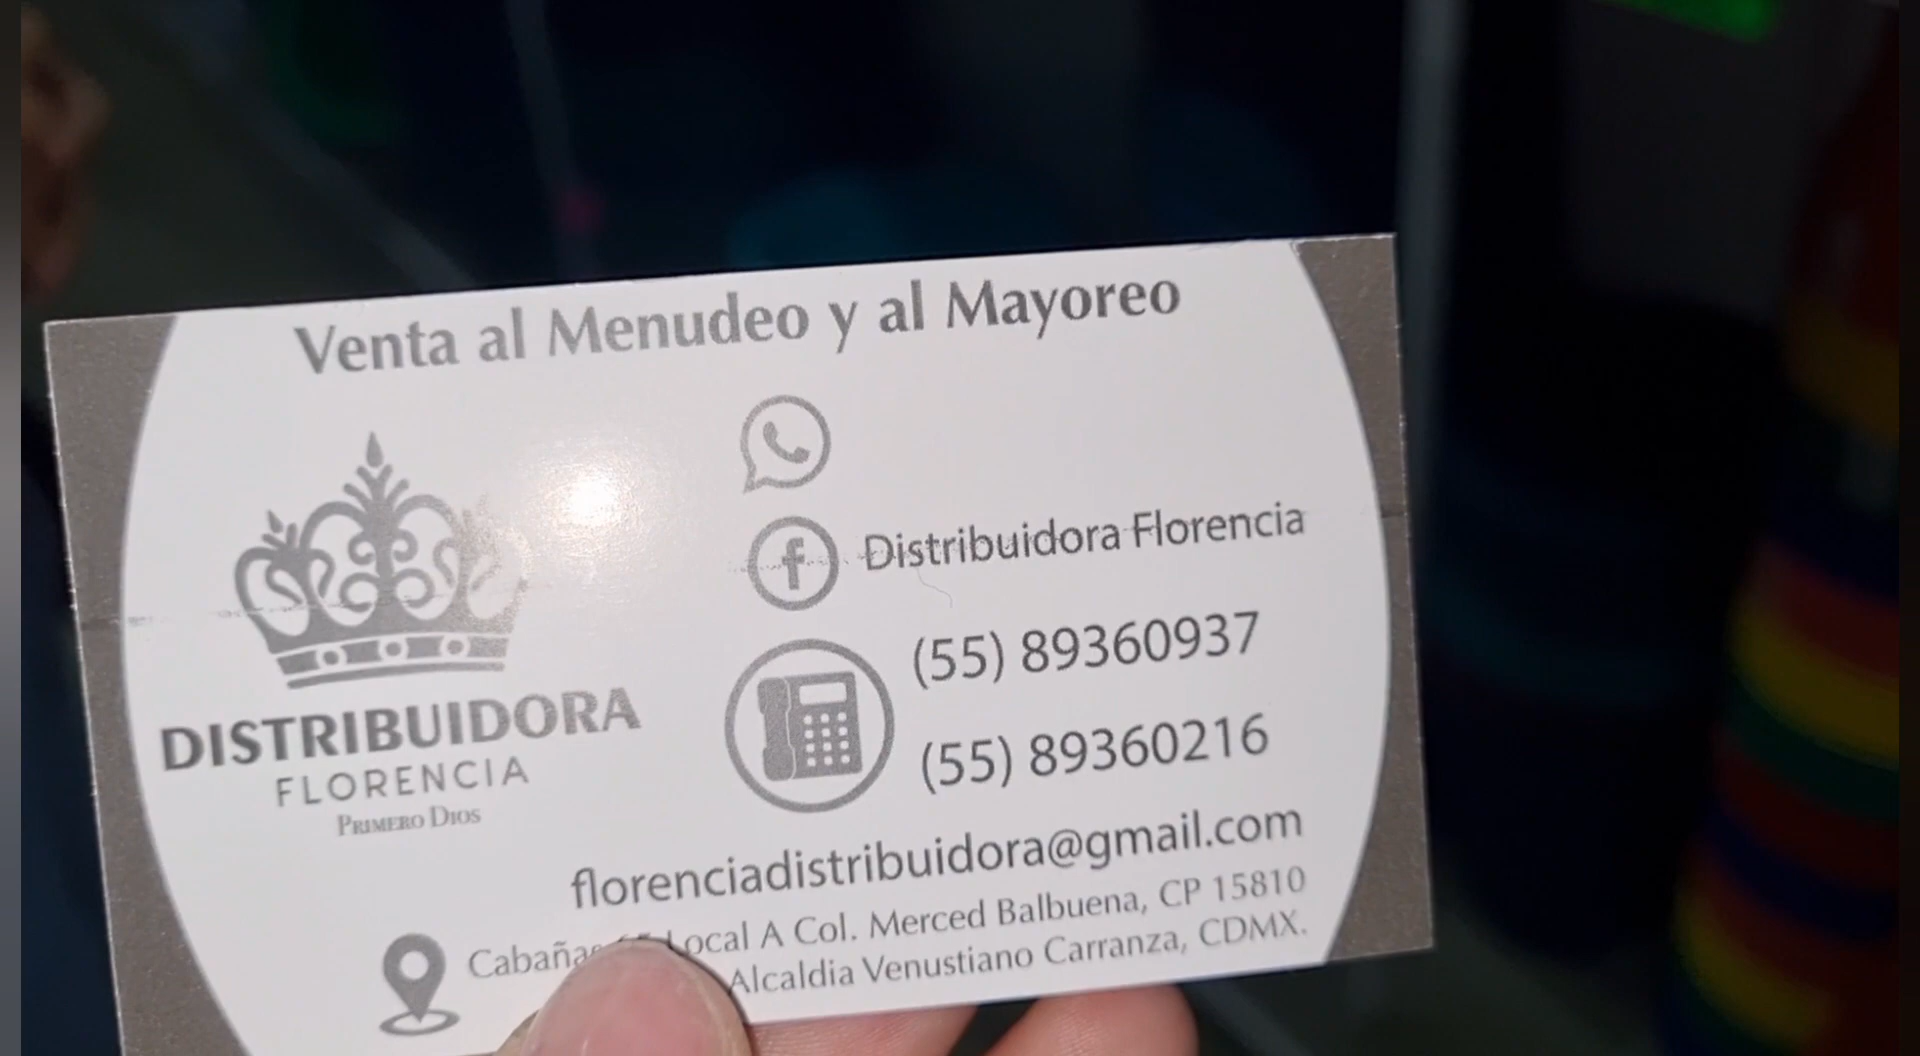 Venta al Menudeo y al Mayoreo
Distribuidora Florencia
(55) 89360937
(55) 89360216
DISTRIBUIDORA
FLORENCIA
PRIMERO DIOS
florenciadistribuidora@gmail.com
Local A Col. Merced Balbuena, CP 15810
Alcaldia Venustiano Carranza, CDMX.